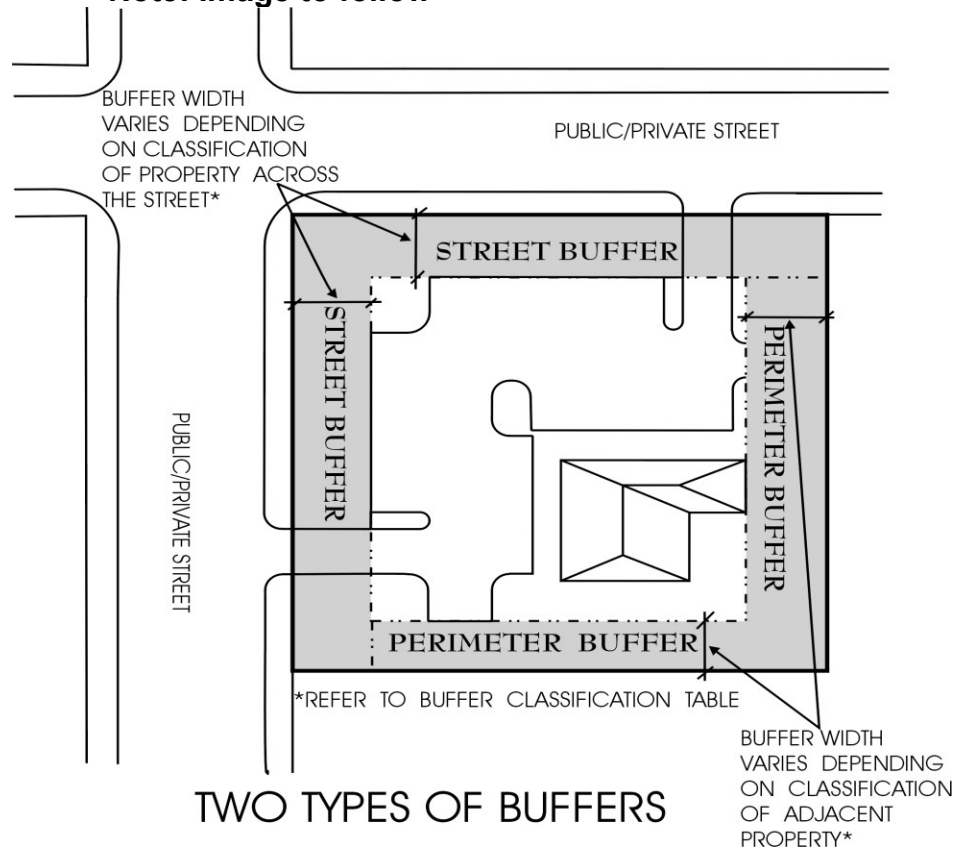 BUFFER WIDTH
VARIES DEPENDING
ON CLASSIFICATION
OF PROPERTY ACROSS
THE STREET*
PUBLIC/PRIVATE STREET
STREET BUFFER
STREET BUFFER
PERIMETER BUFFER
PUBLIC/PRIVATE STREET
PERIMETER BUFFER
*REFER TO BUFFER CLASSIFICATION TABLE
BUFFER WIDTH
VARIES DEPENDING
ON CLASSIFICATION
OF ADJACENT
PROPERTY*
TWO TYPES OF BUFFERS